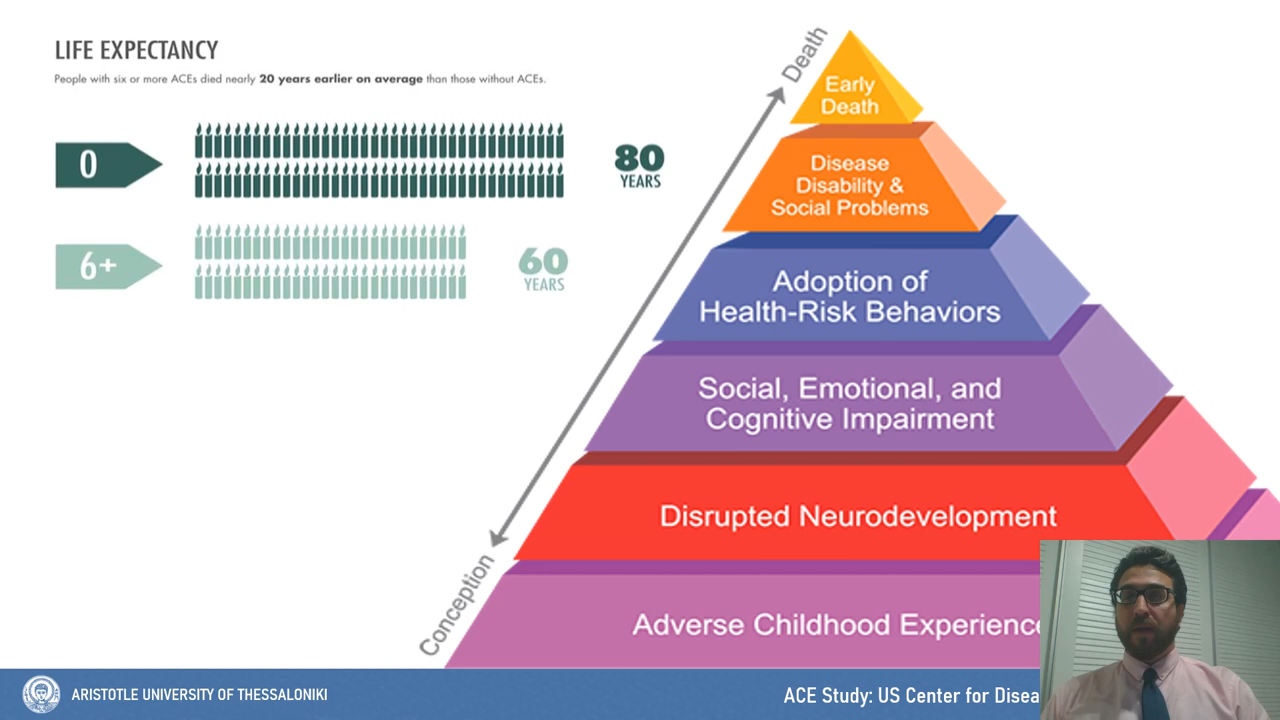 LIFE EXPECTANCY
People with six or more ACEs died nearly 20 years earlier on average than those without ACEs.
0
80
YEARS
6+
60
YEARS
Death
Conception
Early
Death
Disease
Disability &
Social Problems
Adoption of
Health-Risk Behaviors
Social, Emotional, and
Cognitive Impairment
Disrupted Neurodevelopment
Adverse Childhood Experience
ARISTOTLE UNIVERSITY OF THESSALONIKI
ACE Study: US Center for Disea